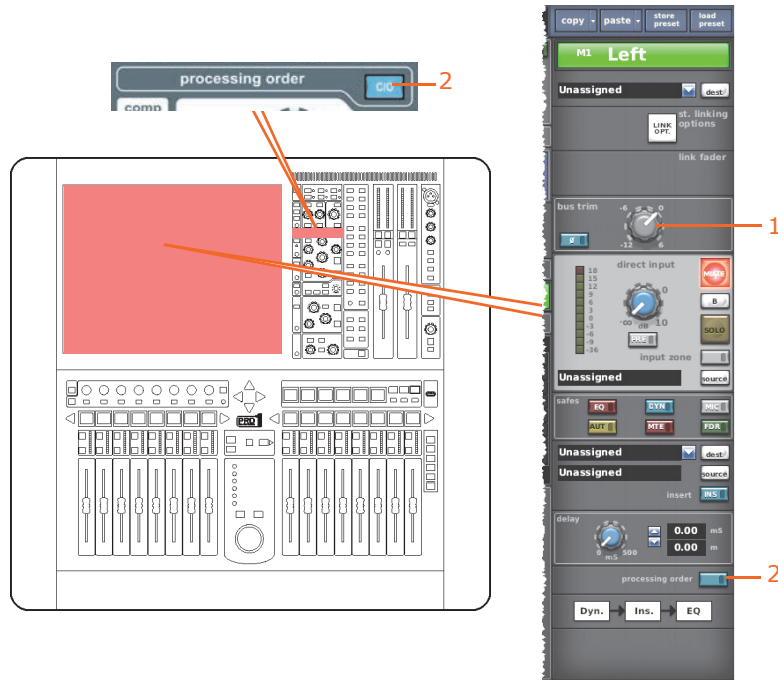 processing order
C/O
2
comp
PRO1
copy
paste
store preset
load preset
M1 Left
Unassigned
dest
LINK OPT.
st. linking options
link fader
bus trim
-6 0
-12 6
ø
1
direct input
18
15
12
9
6
3
0
-3
-6
-9
-36
0
-∞ 10
dB
PRE
MUTE
B
SOLO
input zone
Unassigned
source
safes
EQ
DYN
MIC
AUT
MTE
FDR
Unassigned
dest
Unassigned
source
insert
INS
delay
0 500
mS
0.00 mS
0.00 m
processing order
2
Dyn. Ins. EQ